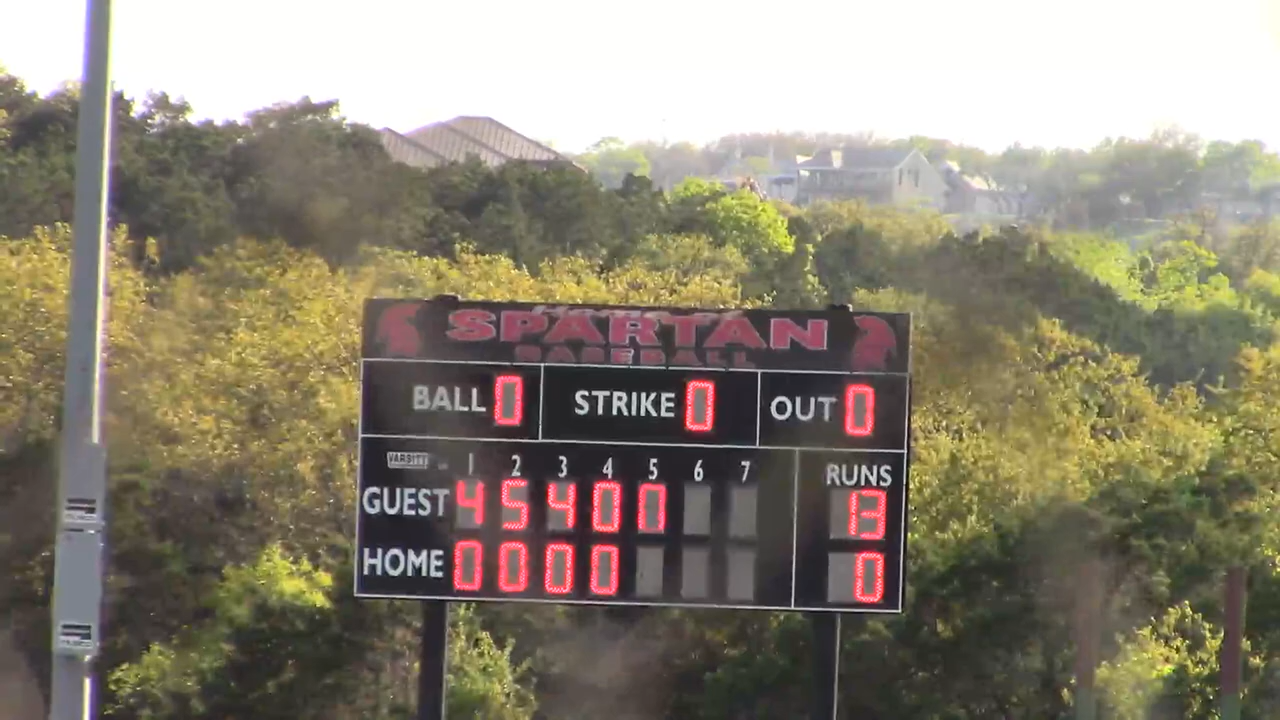 SPARTAN
BASEBALL
BALL 0 STRIKE 0 OUT 0
VARSITY 1 2 3 4 5 6 7 RUNS
GUEST 4 5 4 0 0 13
HOME 0 0 0 0 0